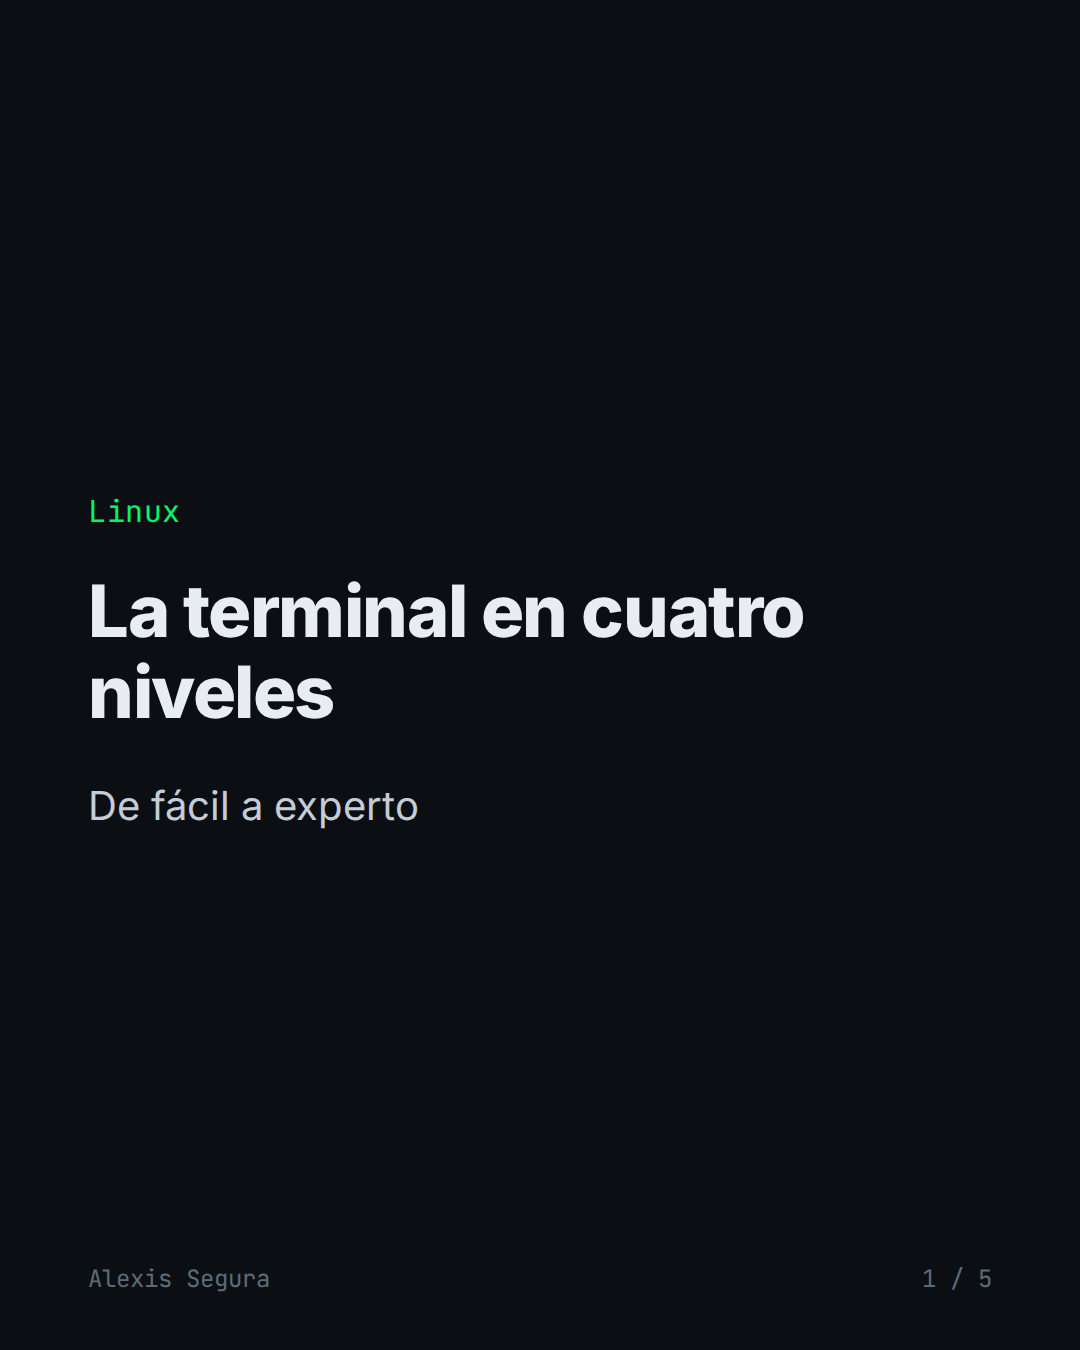 Linux
La terminal en cuatro
niveles
De fácil a experto
Alexis Segura
1 / 5